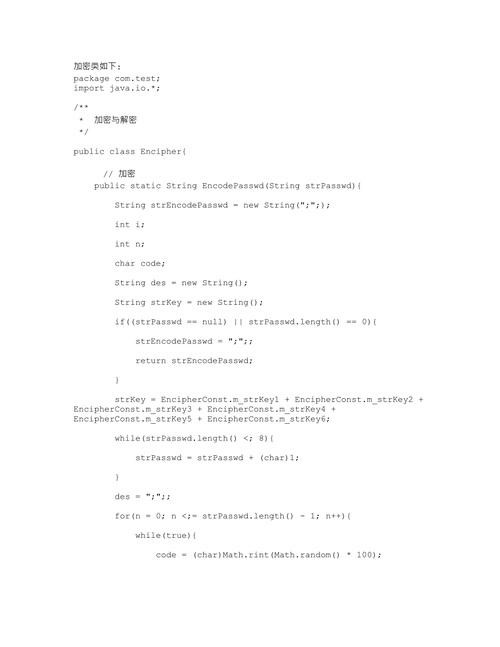 加密类如下：
package com.test;
import java.io.*;
/**
* 加密与解密
*/
public class Encipher{
// 加密
public static String EncodePasswd(String strPasswd){
String strEncodePasswd = new String(";";);
int i;
int n;
char code;
String des = new String();
String strKey = new String();
if((strPasswd == null) || strPasswd.length() == 0){
strEncodePasswd = ";";;
return strEncodePasswd;
}
strKey = EncipherConst.m_strKey1 + EncipherConst.m_strKey2 +
EncipherConst.m_strKey3 + EncipherConst.m_strKey4 +
EncipherConst.m_strKey5 + EncipherConst.m_strKey6;
while(strPasswd.length() <; 8){
strPasswd = strPasswd + (char)1;
}
des = ";";;
for(n = 0; n <;= strPasswd.length() - 1; n++){
while(true){
code = (char)Math.rint(Math.random() * 100);